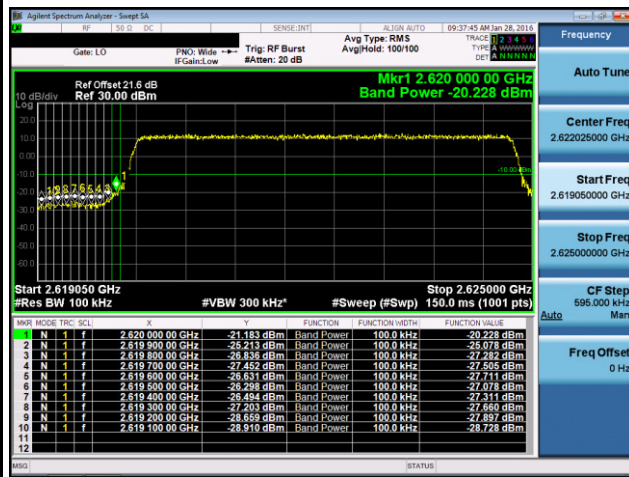 Agilent Spectrum Analyzer - Swept SA
RF 50 Ω DC SENSE:INT ALIGN AUTO 09:37:45 AM Jan 28, 2016
Gate: LO PNO: Wide IFGain:Low Trig: RF Burst #Atten: 20 dB Avg Type: RMS Avg|Hold: 100/100 TRACE 1 2 3 4 5 6 TYPE A WWWWW DET A N N N N N
Frequency
Auto Tune
Center Freq
2.622025000 GHz
Start Freq
2.619050000 GHz
Stop Freq
2.625000000 GHz
CF Step
595.000 kHz
Auto Man
Freq Offset
0 Hz
Mkr1 2.620 000 00 GHz
Band Power -20.228 dBm
Ref Offset 21.6 dB
10 dB/div Ref 30.00 dBm
Log
20.0
10.0
0.00
-10.0
-20.0
-30.0
-40.0
-50.0
-60.0
-10.00 dBm
10 9 8 7 6 5 4 3 1
Start 2.619050 GHz Stop 2.625000 GHz
#Res BW 100 kHz #VBW 300 kHz* #Sweep (#Swp) 150.0 ms (1001 pts)
MKR MODE TRC SCL X Y FUNCTION FUNCTION WIDTH FUNCTION VALUE
1 N 1 f 2.620 000 00 GHz -21.183 dBm Band Power 100.0 kHz -20.228 dBm
2 N 1 f 2.619 900 00 GHz -25.213 dBm Band Power 100.0 kHz -25.078 dBm
3 N 1 f 2.619 800 00 GHz -26.836 dBm Band Power 100.0 kHz -27.282 dBm
4 N 1 f 2.619 700 00 GHz -27.452 dBm Band Power 100.0 kHz -27.505 dBm
5 N 1 f 2.619 600 00 GHz -26.631 dBm Band Power 100.0 kHz -27.711 dBm
6 N 1 f 2.619 500 00 GHz -26.298 dBm Band Power 100.0 kHz -27.078 dBm
7 N 1 f 2.619 400 00 GHz -26.494 dBm Band Power 100.0 kHz -27.311 dBm
8 N 1 f 2.619 300 00 GHz -27.203 dBm Band Power 100.0 kHz -27.660 dBm
9 N 1 f 2.619 200 00 GHz -28.659 dBm Band Power 100.0 kHz -27.897 dBm
10 N 1 f 2.619 100 00 GHz -28.910 dBm Band Power 100.0 kHz -28.728 dBm
11
12
MSG STATUS